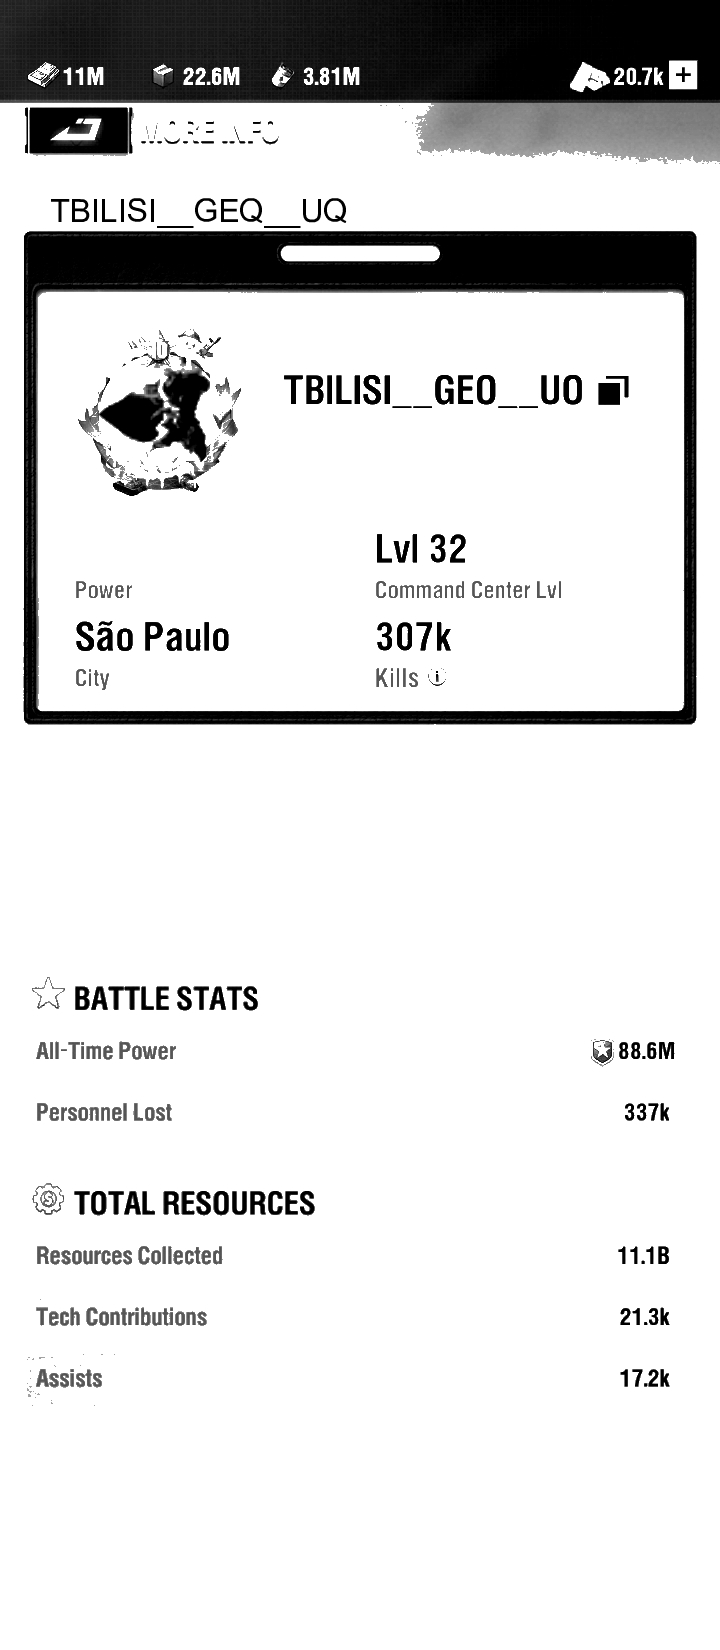 11M 22.6M 3.81M 20.7k +
MORE INFO
TBILISI__GEQ__UQ
TBILISI__GEO__UO
Lvl 32
Power Command Center Lvl
São Paulo 307k
City Kills
BATTLE STATS
All-Time Power 88.6M
Personnel Lost 337k
TOTAL RESOURCES
Resources Collected 11.1B
Tech Contributions 21.3k
Assists 17.2k